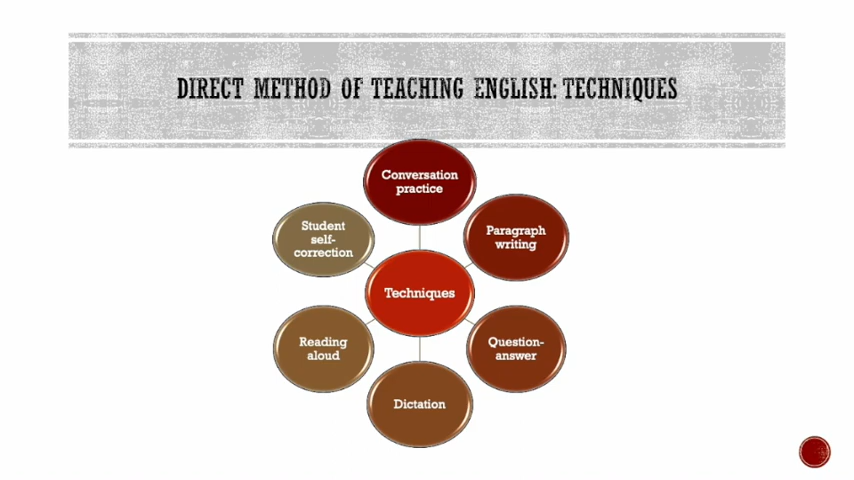 DIRECT METHOD OF TEACHING ENGLISH: TECHNIQUES
Conversation
practice
Paragraph
writing
Question-
answer
Dictation
Reading
aloud
Student
self-
correction
Techniques